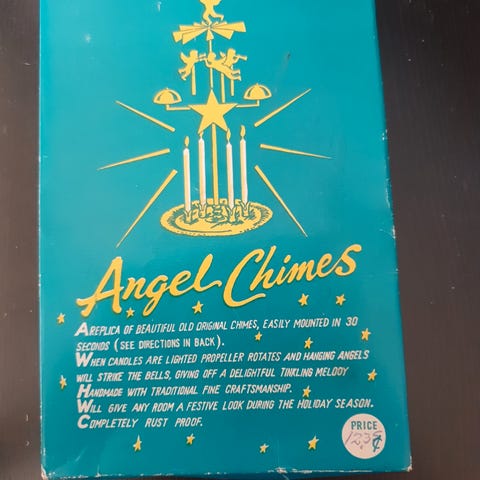 Angel Chimes
A REPLICA OF BEAUTIFUL OLD ORIGINAL CHIMES, EASILY MOUNTED IN 30
SECONDS (SEE DIRECTIONS IN BACK).
WHEN CANDLES ARE LIGHTED PROPELLER ROTATES AND HANGING ANGELS
WILL STRIKE THE BELLS, GIVING OFF A DELIGHTFUL TINKLING MELODY
HANDMADE WITH TRADITIONAL FINE CRAFTSMANSHIP.
WILL GIVE ANY ROOM A FESTIVE LOOK DURING THE HOLIDAY SEASON.
COMPLETELY RUST PROOF.
PRICE
¢